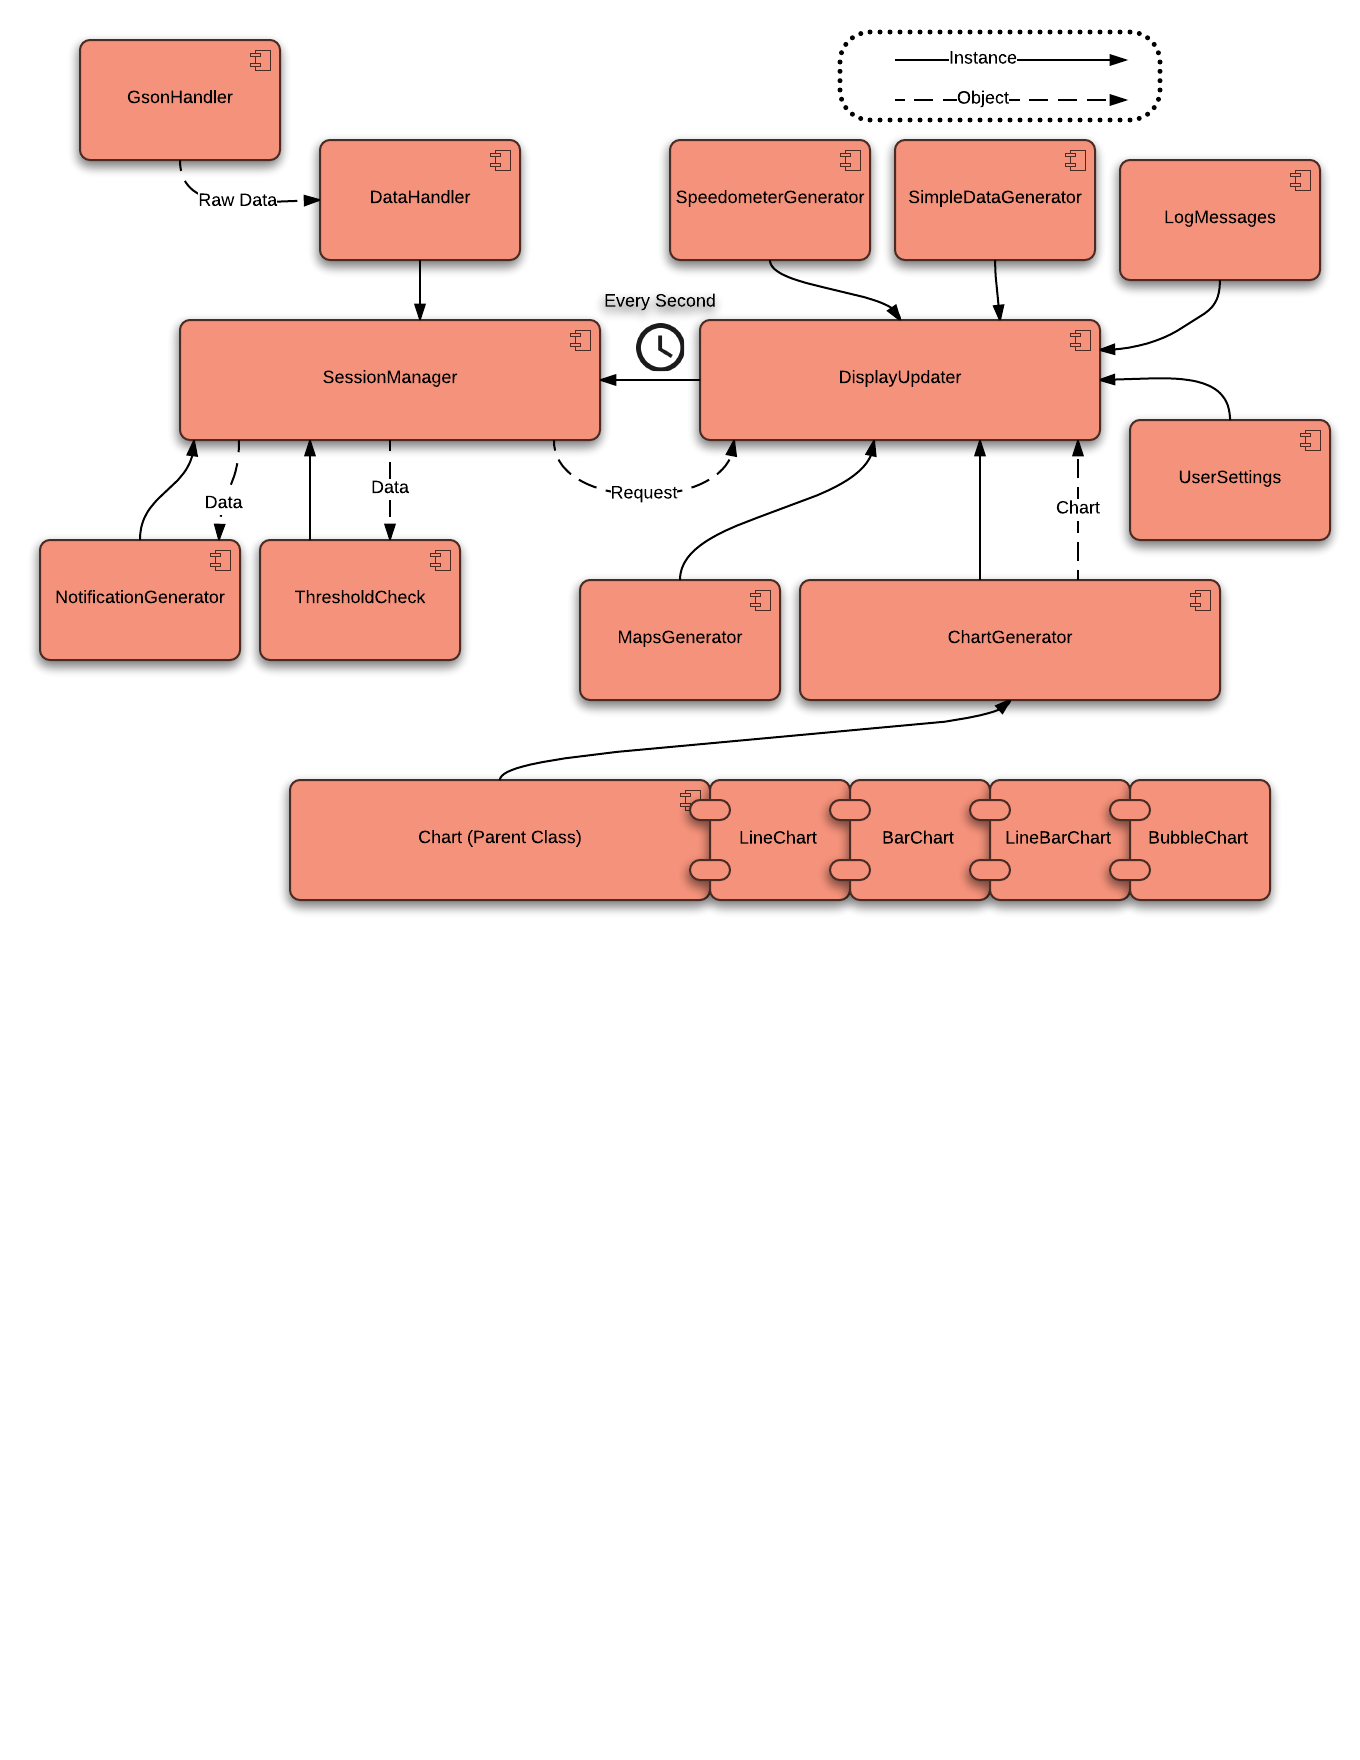 Instance
Object
GsonHandler
Raw Data
DataHandler
SpeedometerGenerator
SimpleDataGenerator
LogMessages
Every Second
SessionManager
DisplayUpdater
Data
Data
Request
Chart
UserSettings
NotificationGenerator
ThresholdCheck
MapsGenerator
ChartGenerator
Chart (Parent Class)
LineChart
BarChart
LineBarChart
BubbleChart